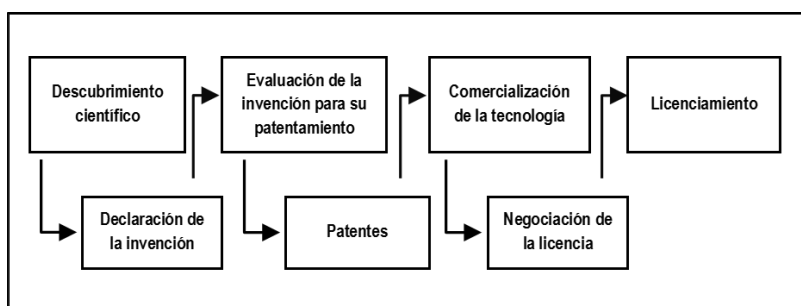 Descubrimiento
científico
Declaración de
la invención
Evaluación de la
invención para su
patentamiento
Patentes
Comercialización
de la tecnología
Negociación de
la licencia
Licenciamiento